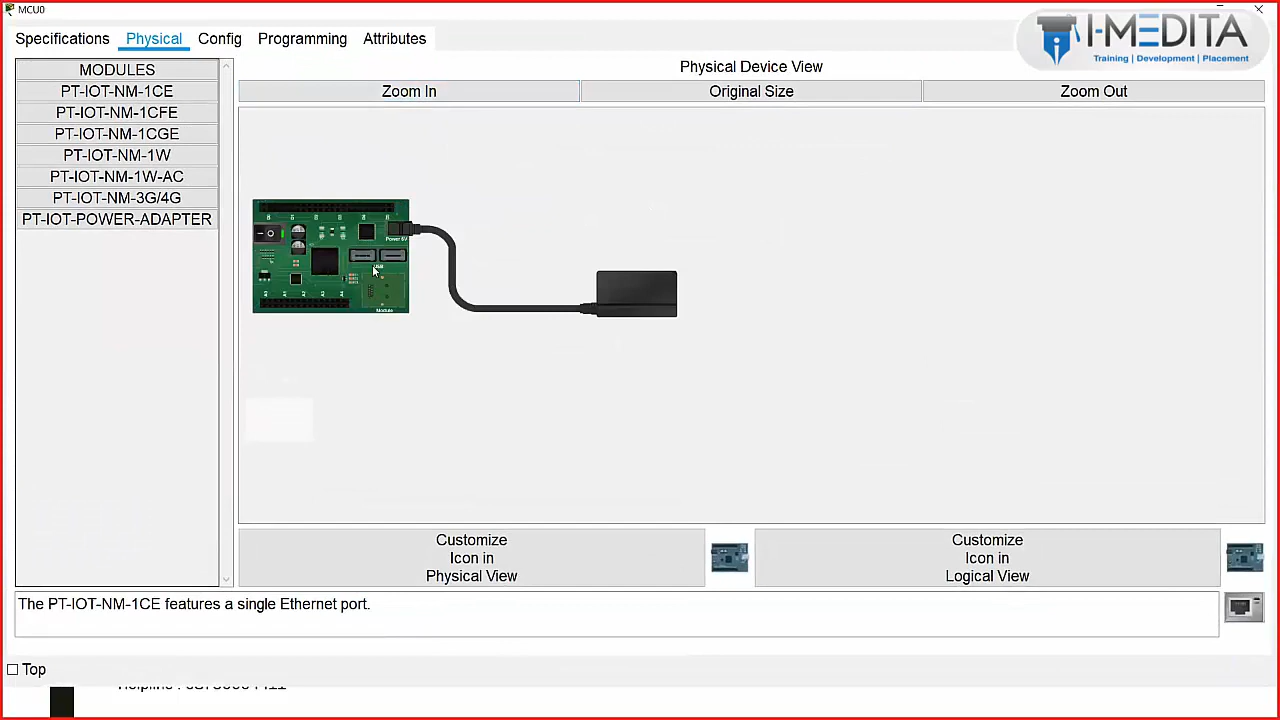 MCU0
Specifications Physical Config Programming Attributes
I-MEDITA
Training | Development | Placement
MODULES
PT-IOT-NM-1CE
PT-IOT-NM-1CFE
PT-IOT-NM-1CGE
PT-IOT-NM-1W
PT-IOT-NM-1W-AC
PT-IOT-NM-3G/4G
PT-IOT-POWER-ADAPTER
Physical Device View
Zoom In Original Size Zoom Out
USB
Module
Customize
Icon in
Physical View
Customize
Icon in
Logical View
The PT-IOT-NM-1CE features a single Ethernet port.
Top